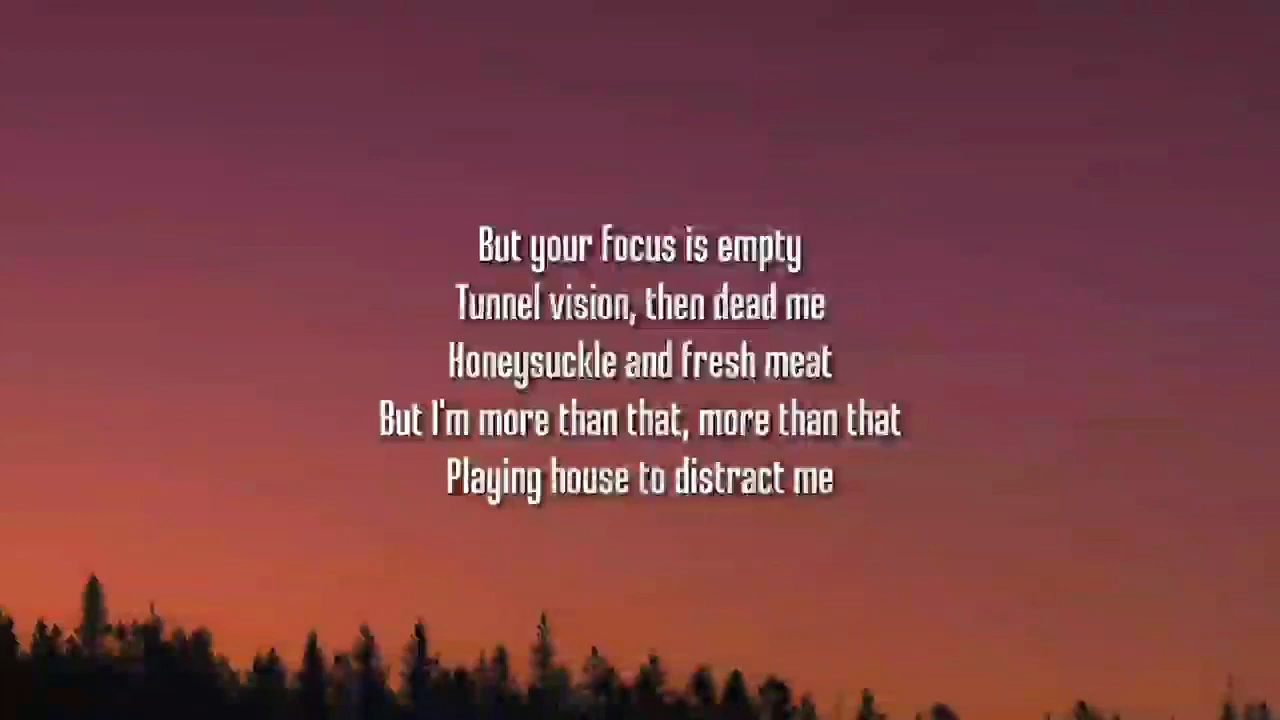 But your focus is empty
Tunnel vision, then dead me
Honeysuckle and fresh meat
But I'm more than that, more than that
Playing house to distract me